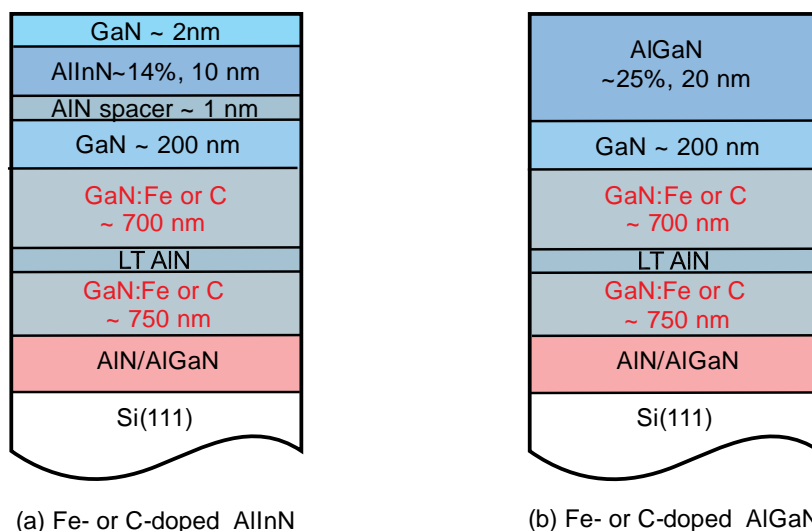 GaN ~ 2nm
AlInN~14%, 10 nm
AlN spacer ~ 1 nm
GaN ~ 200 nm
GaN:Fe or C
~ 700 nm
LT AlN
GaN:Fe or C
~ 750 nm
AlN/AlGaN
Si(111)
(a) Fe- or C-doped AlInN
AlGaN
~25%, 20 nm
GaN ~ 200 nm
GaN:Fe or C
~ 700 nm
LT AlN
GaN:Fe or C
~ 750 nm
AlN/AlGaN
Si(111)
(b) Fe- or C-doped AlGaN